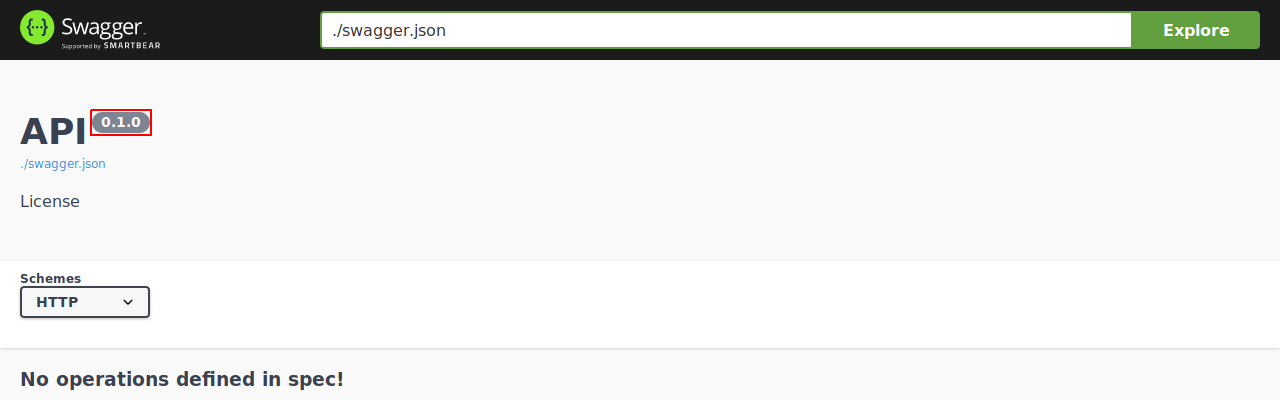 Swagger
Supported by SMARTBEAR
./swagger.json
Explore
API 0.1.0
./swagger.json
License
Schemes
HTTP
No operations defined in spec!